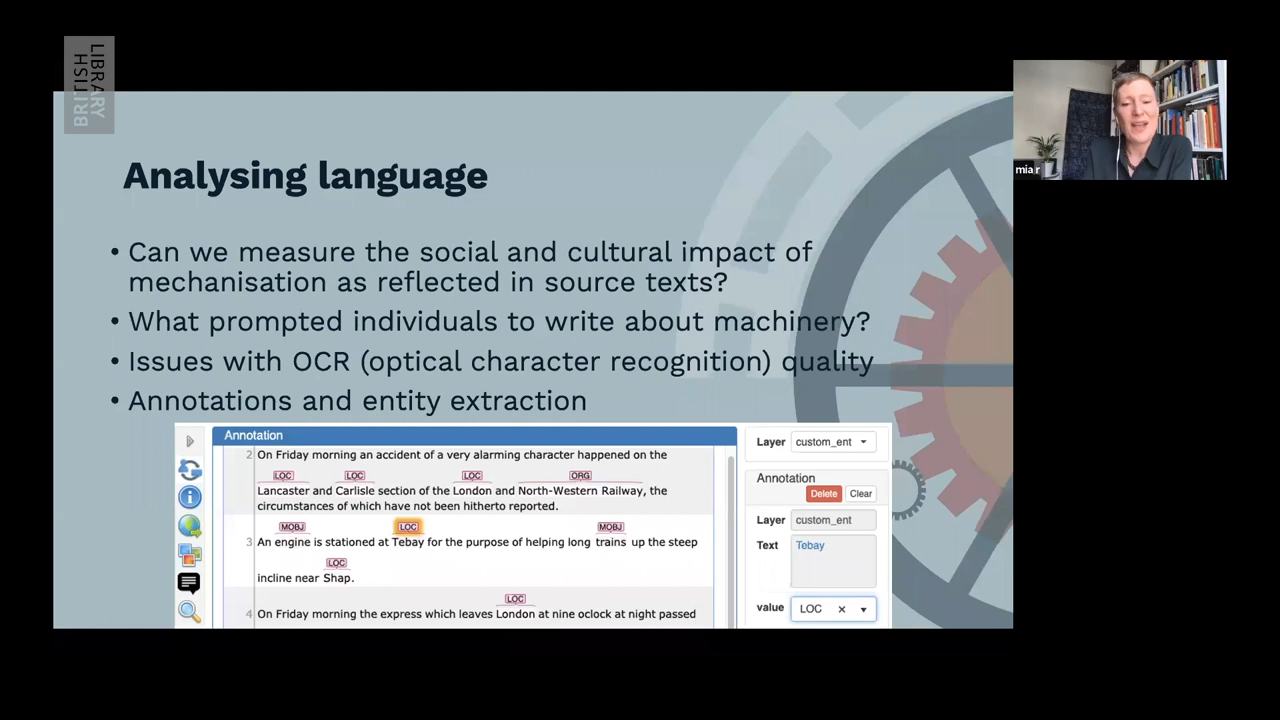 BRITISH
LIBRARY
mia r
Analysing language
• Can we measure the social and cultural impact of
mechanisation as reflected in source texts?
• What prompted individuals to write about machinery?
• Issues with OCR (optical character recognition) quality
• Annotations and entity extraction
Annotation
2 On Friday morning an accident of a very alarming character happened on the
LOC LOC LOC ORG
Lancaster and Carlisle section of the London and North-Western Railway, the
circumstances of which have not been hitherto reported.
MOBJ LOC MOBJ
3 An engine is stationed at Tebay for the purpose of helping long trains up the steep
LOC
incline near Shap.
LOC
4 On Friday morning the express which leaves London at nine oclock at night passed
Layer custom_ent
Annotation
Delete Clear
Layer custom_ent
Text Tebay
value LOC